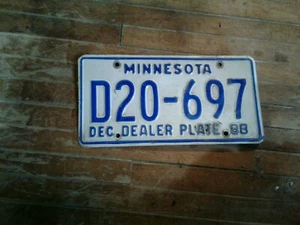 MINNESOTA
D20-697
DEC. DEALER PLATE 88